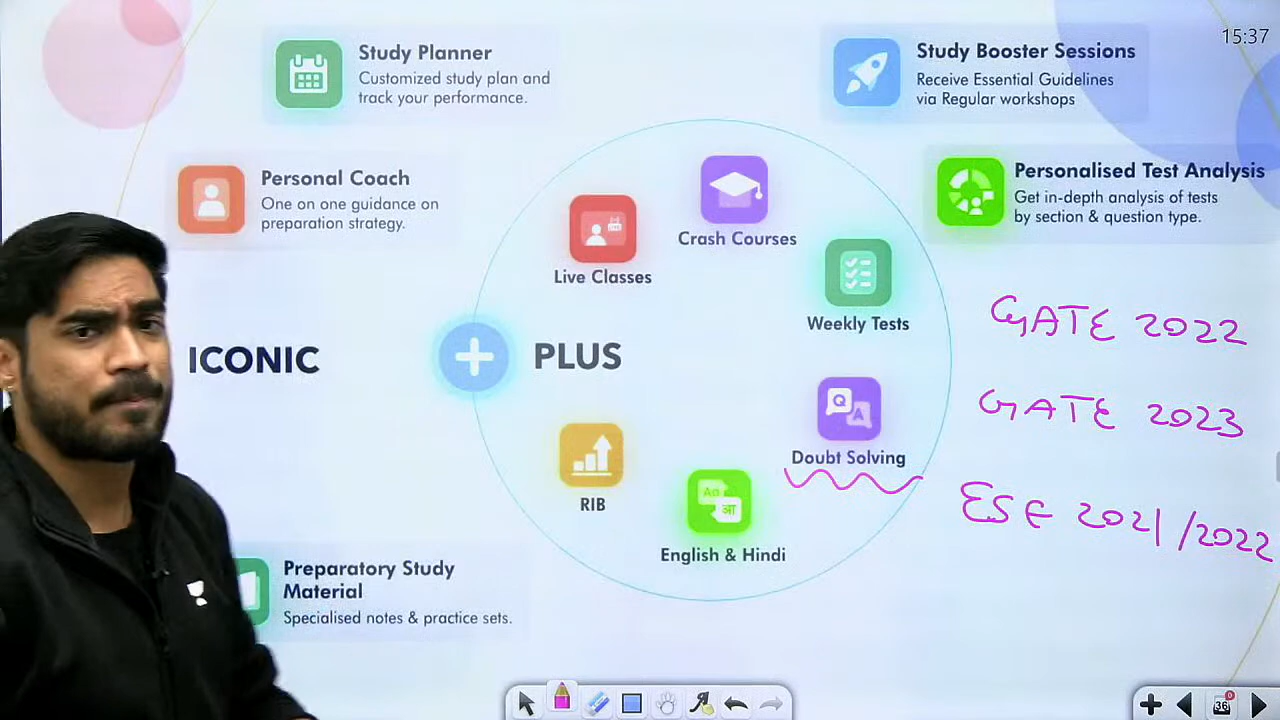 15:37
Study Planner
Customized study plan and
track your performance.
Study Booster Sessions
Receive Essential Guidelines
via Regular workshops
Personal Coach
One on one guidance on
preparation strategy.
Personalised Test Analysis
Get in-depth analysis of tests
by section & question type.
Live Classes
Crash Courses
Weekly Tests
GATE 2022
ICONIC
PLUS
GATE 2023
Q
A
Doubt Solving
RIB
आ
English & Hindi
ESE 2021/2022
Preparatory Study
Material
Specialised notes & practice sets.
36